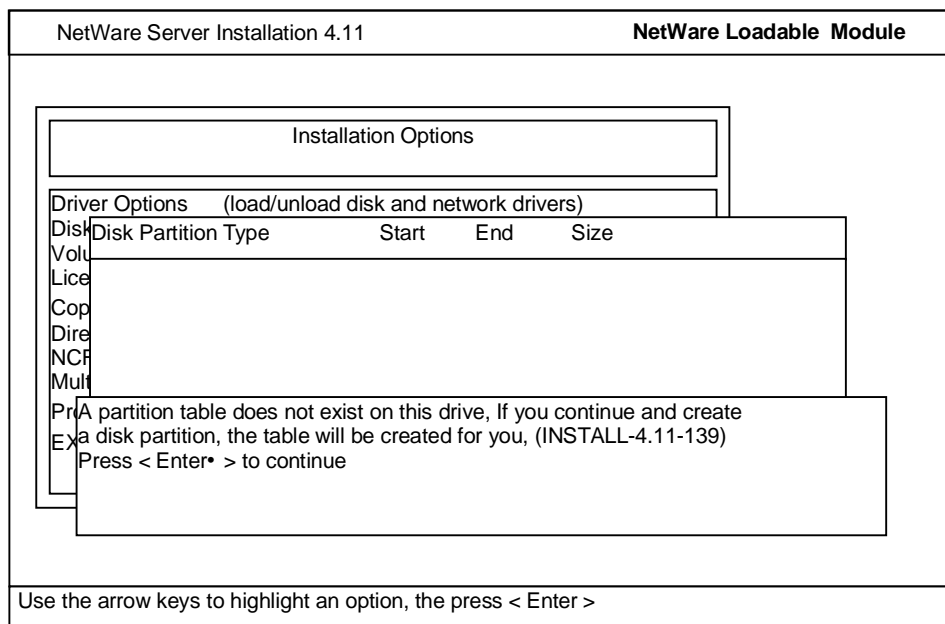 NetWare Server Installation 4.11 NetWare Loadable Module
Installation Options
Driver Options (load/unload disk and network drivers)
Disk
Disk Partition Type Start End Size
Volu
Lice
Cop
Dire
NCF
Mult
Pr
A partition table does not exist on this drive, If you continue and create
EX
a disk partition, the table will be created for you, (INSTALL-4.11-139)
Press < Enter• > to continue
Use the arrow keys to highlight an option, the press < Enter >